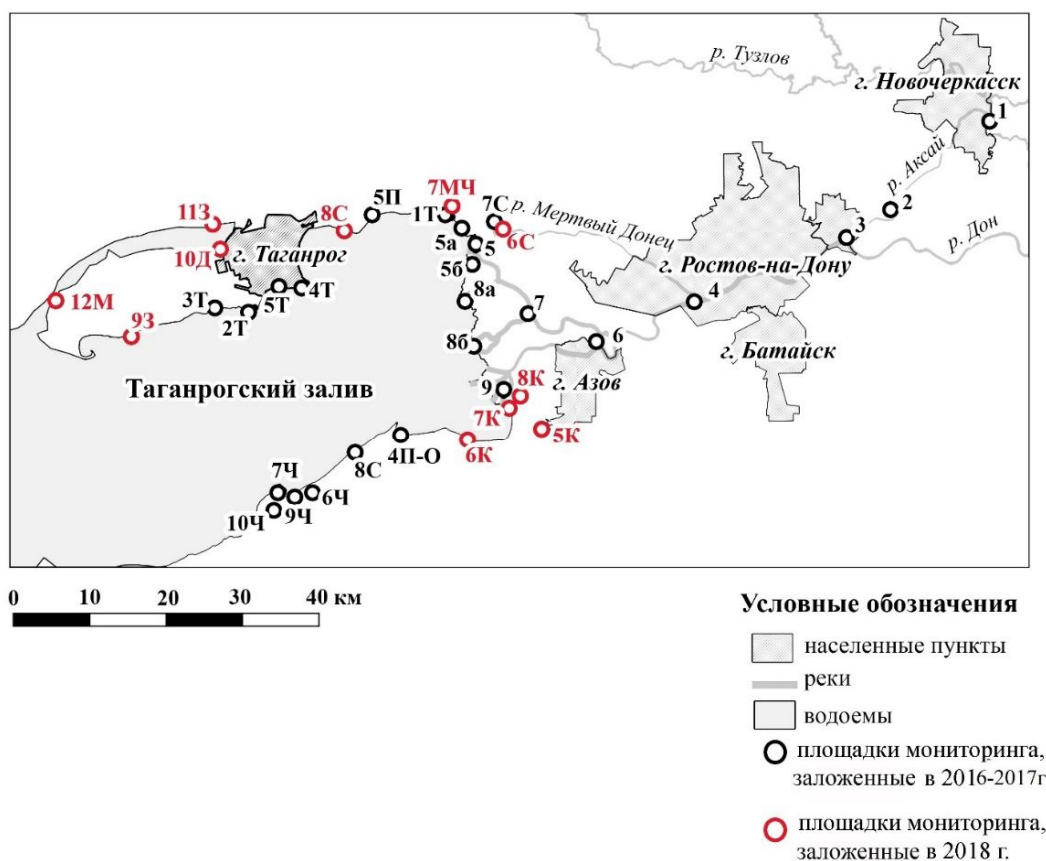 р. Тузлов
г. Новочеркасск
1
р. Аксай
2
3
р. Дон
5П
7МЧ
1Т
7С
р. Мертвый Донец
11З
8С
5а
5
6С
10Д
г. Таганрог
5б
г. Ростов-на-Дону
12М
3Т
5Т
4Т
8а
4
2Т
7
9З
8б
6
г. Батайск
Таганрогский залив
9
8К
г. Азов
7К
5К
4П-О
6К
8С
7Ч
6Ч
9Ч
10Ч
0 10 20 30 40 км
Условные обозначения
населенные пункты
реки
водоемы
площадки мониторинга,
заложенные в 2016-2017г
площадки мониторинга,
заложенные в 2018 г.